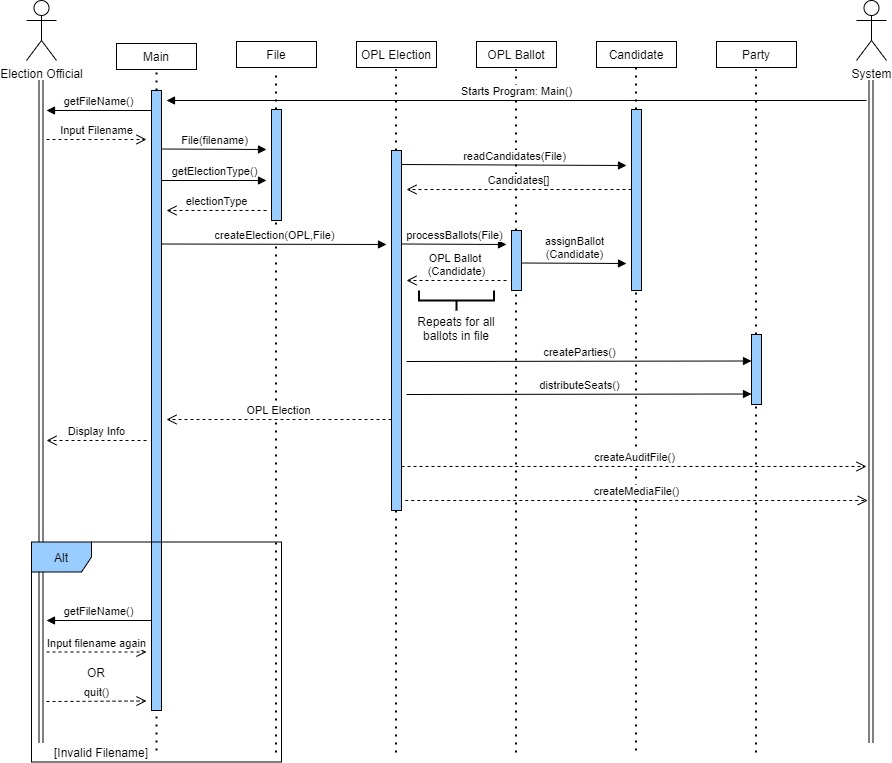 Main
File
OPL Election
OPL Ballot
Candidate
Party
Election Official
System
Starts Program: Main()
getFileName()
Input Filename
File(filename)
readCandidates(File)
getElectionType()
Candidates[]
electionType
createElection(OPL,File)
processBallots(File)
assignBallot
(Candidate)
OPL Ballot
(Candidate)
Repeats for all
ballots in file
createParties()
distributeSeats()
OPL Election
Display Info
createAuditFile()
createMediaFile()
Alt
getFileName()
Input filename again
OR
quit()
[Invalid Filename]